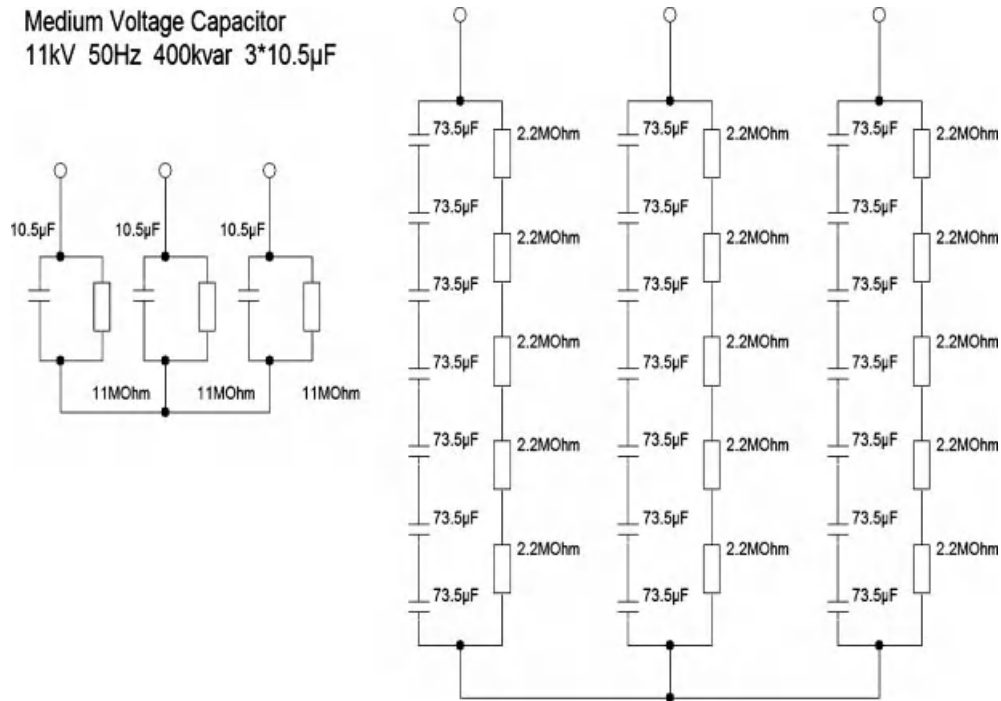 Medium Voltage Capacitor
11kV 50Hz 400kvar 3*10.5µF
10.5µF 10.5µF 10.5µF
11MOhm 11MOhm 11MOhm
73.5µF 2.2MOhm 73.5µF 2.2MOhm 73.5µF 2.2MOhm
73.5µF 2.2MOhm 73.5µF 2.2MOhm 73.5µF 2.2MOhm
73.5µF 73.5µF 73.5µF
2.2MOhm 2.2MOhm 2.2MOhm
73.5µF 73.5µF 73.5µF
73.5µF 2.2MOhm 73.5µF 2.2MOhm 73.5µF 2.2MOhm
73.5µF 73.5µF 73.5µF
2.2MOhm 2.2MOhm 2.2MOhm
73.5µF 73.5µF 73.5µF